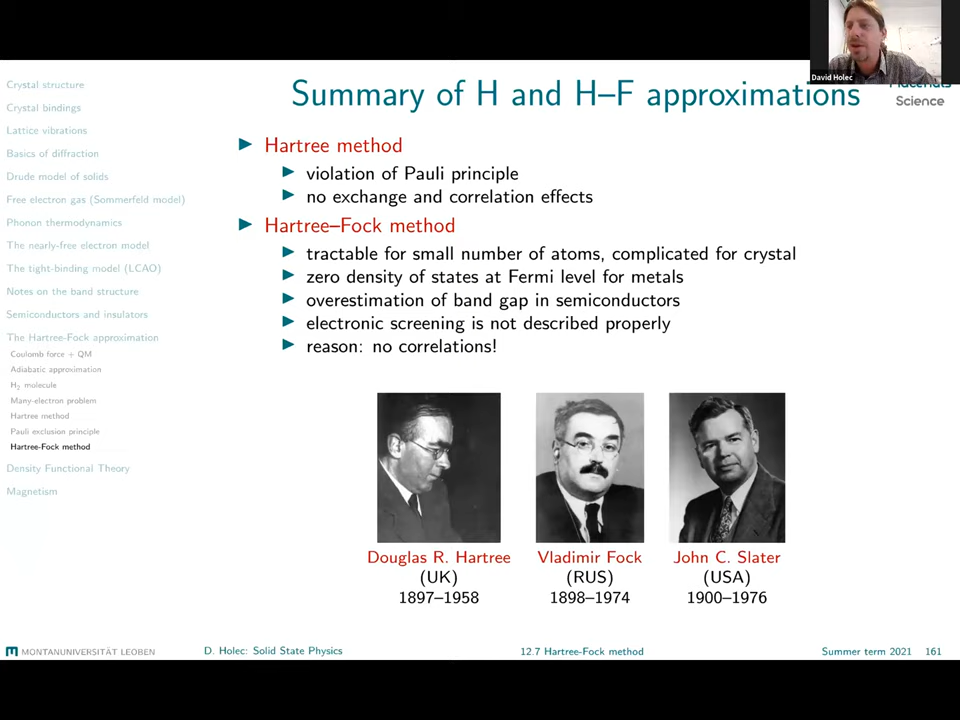 David Holec
Materials
Science
Summary of H and H–F approximations
Crystal structure
Crystal bindings
Lattice vibrations
Basics of diffraction
Drude model of solids
Free electron gas (Sommerfeld model)
Phonon thermodynamics
The nearly-free electron model
The tight-binding model (LCAO)
Notes on the band structure
Semiconductors and insulators
The Hartree-Fock approximation
Coulomb force + QM
Adiabatic approximation
H2 molecule
Many-electron problem
Hartree method
Pauli exclusion principle
Hartree-Fock method
Density Functional Theory
Magnetism
Hartree method
violation of Pauli principle
no exchange and correlation effects
Hartree–Fock method
tractable for small number of atoms, complicated for crystal
zero density of states at Fermi level for metals
overestimation of band gap in semiconductors
electronic screening is not described properly
reason: no correlations!
Douglas R. Hartree
(UK)
1897–1958
Vladimir Fock
(RUS)
1898–1974
John C. Slater
(USA)
1900–1976
MONTANUNIVERSITÄT LEOBEN
D. Holec: Solid State Physics
12.7 Hartree-Fock method
Summer term 2021 161